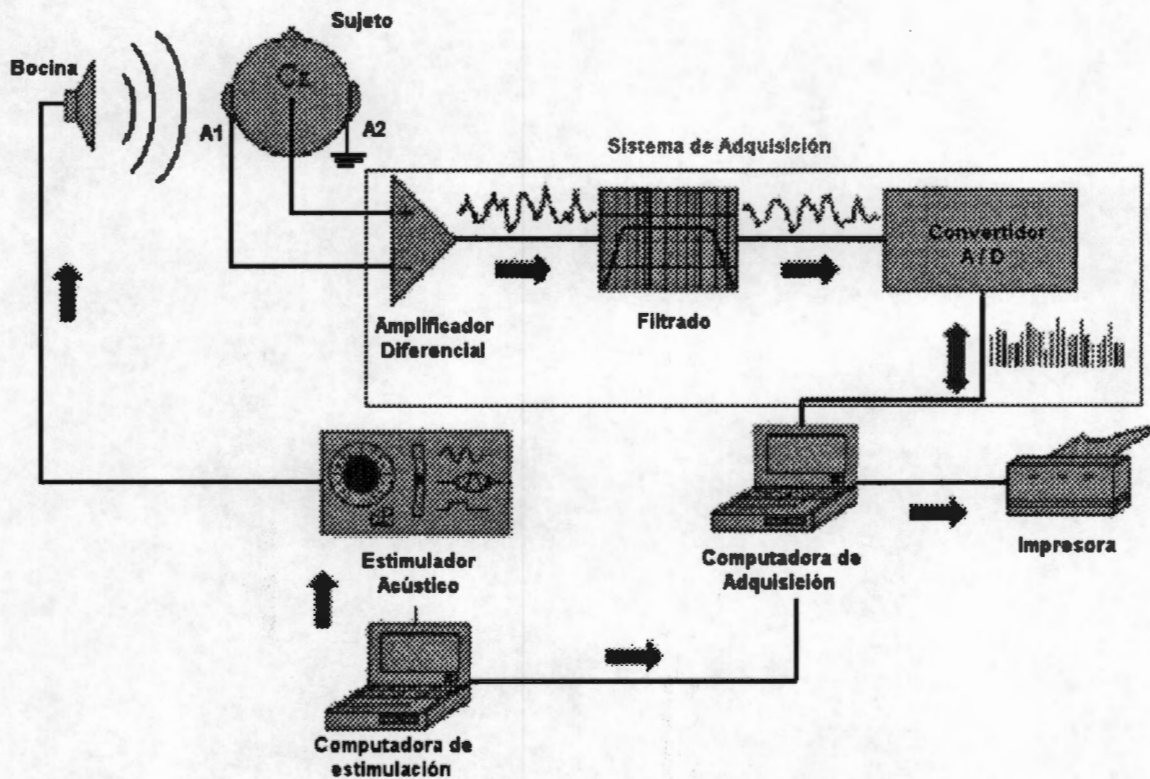 Sujeto
Bocina
Cz
A1
A2
Sistema de Adquisición
+
−
Convertidor
A / D
Amplificador
Diferencial
Filtrado
Estimulador
Acústico
Computadora de
Adquisición
Impresora
Computadora de
estimulación